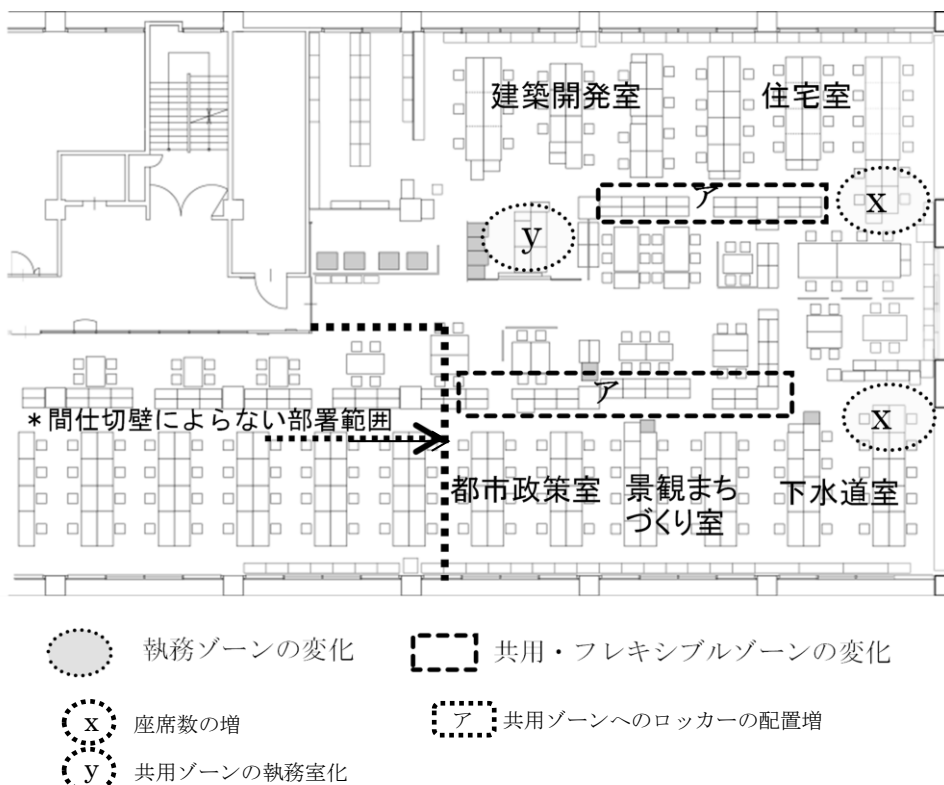 建築開発室
住宅室
ア
x
y
ア
*間仕切壁によらない部署範囲
x
都市政策室
景観まち
づくり室
下水道室
執務ゾーンの変化
共用・フレキシブルゾーンの変化
x 座席数の増
ア 共用ゾーンへのロッカーの配置増
y 共用ゾーンの執務室化